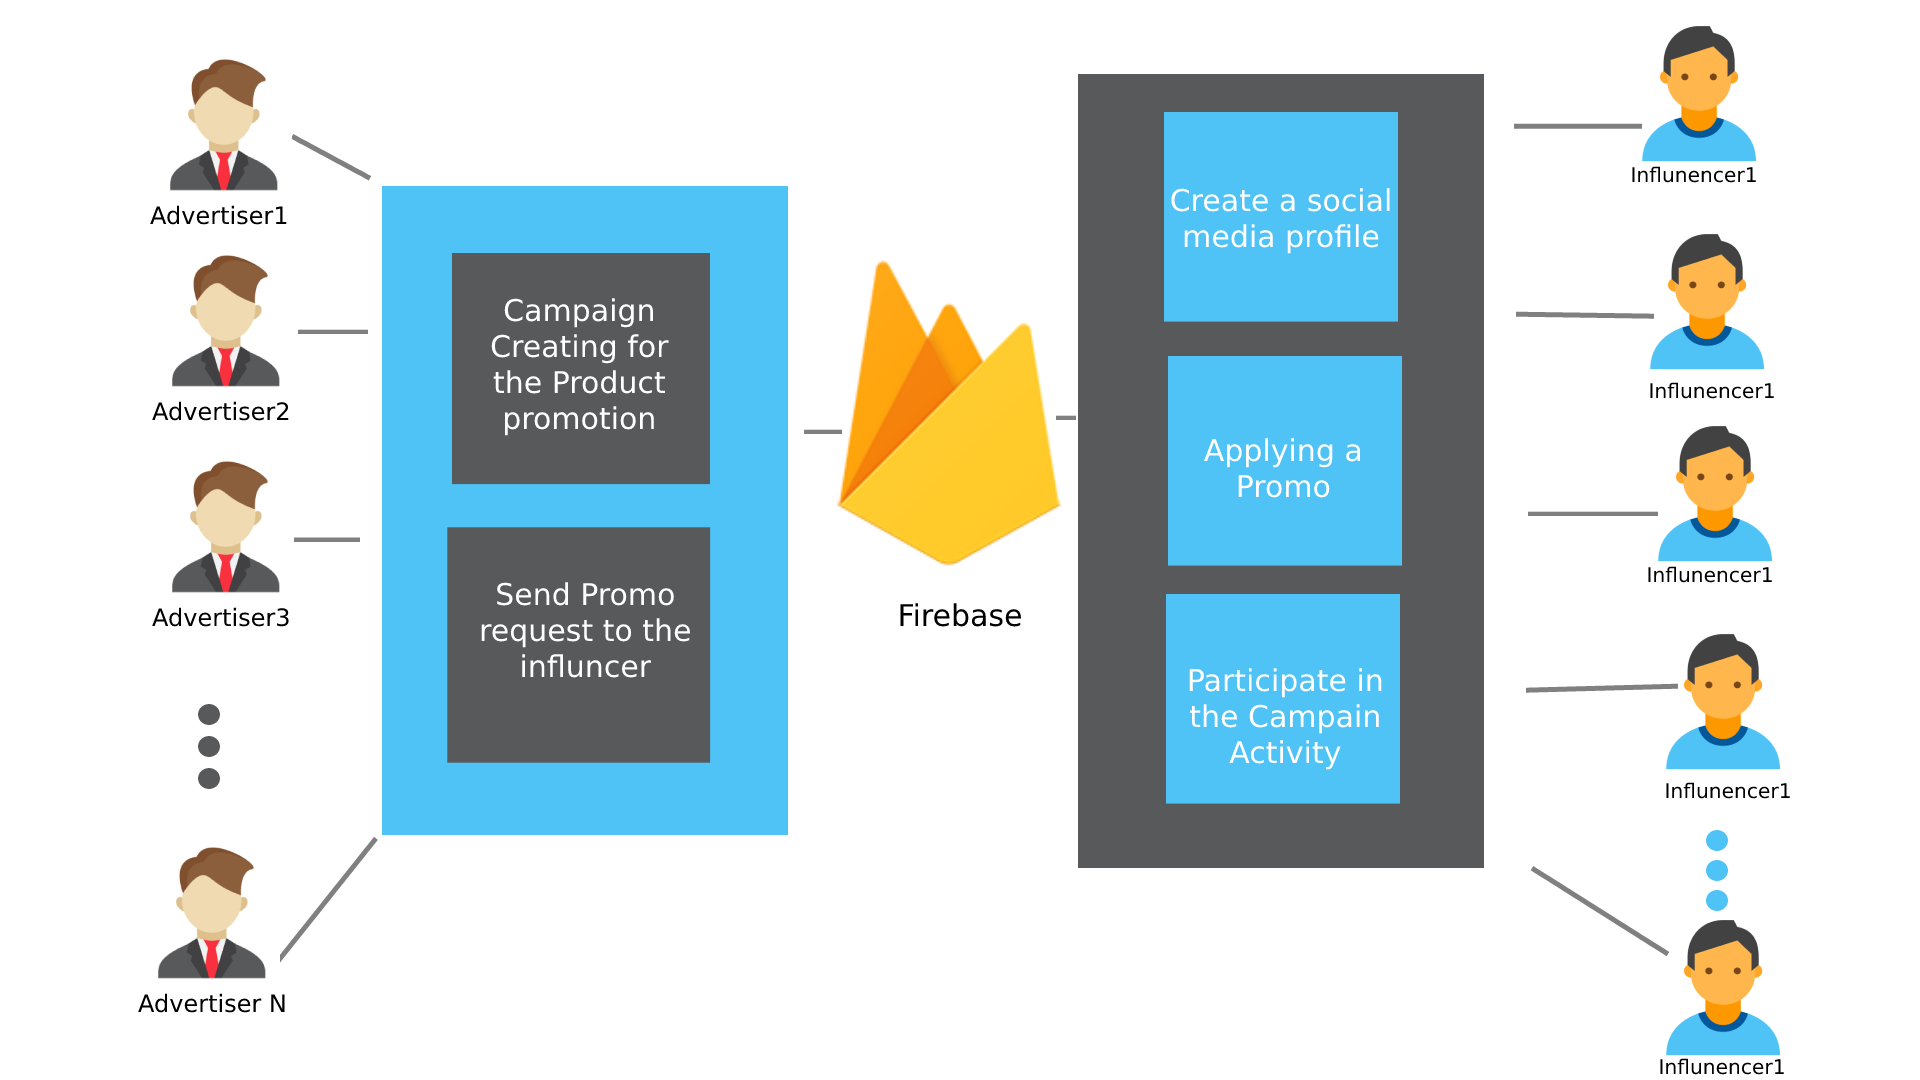 Advertiser1
Advertiser2
Advertiser3
Advertiser N
Campaign
Creating for
the Product
promotion
Send Promo
request to the
influncer
Firebase
Create a social
media profile
Applying a
Promo
Participate in
the Campain
Activity
Influnencer1
Influnencer1
Influnencer1
Influnencer1
Influnencer1